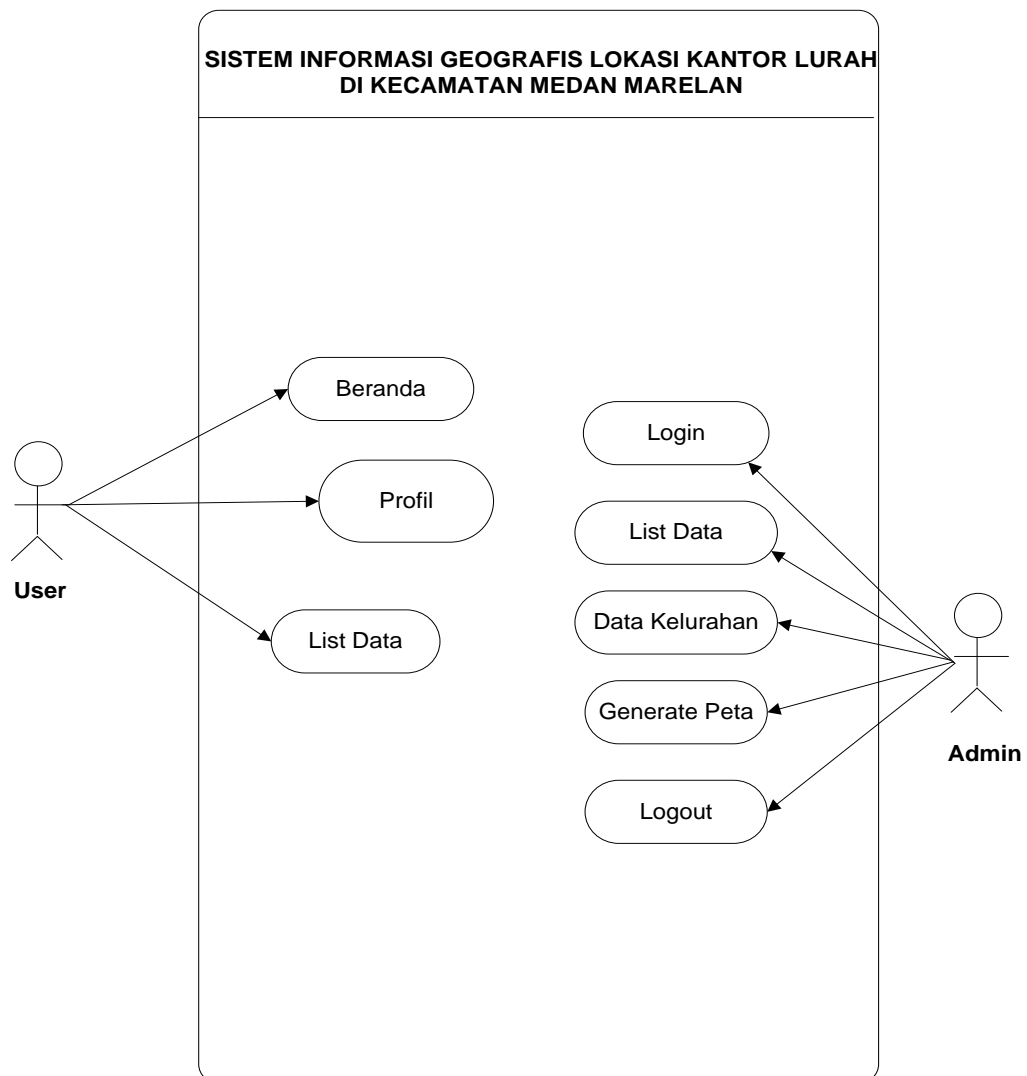 SISTEM INFORMASI GEOGRAFIS LOKASI KANTOR LURAH
DI KECAMATAN MEDAN MARELAN
Beranda
Profil
List Data
User
Login
List Data
Data Kelurahan
Generate Peta
Logout
Admin